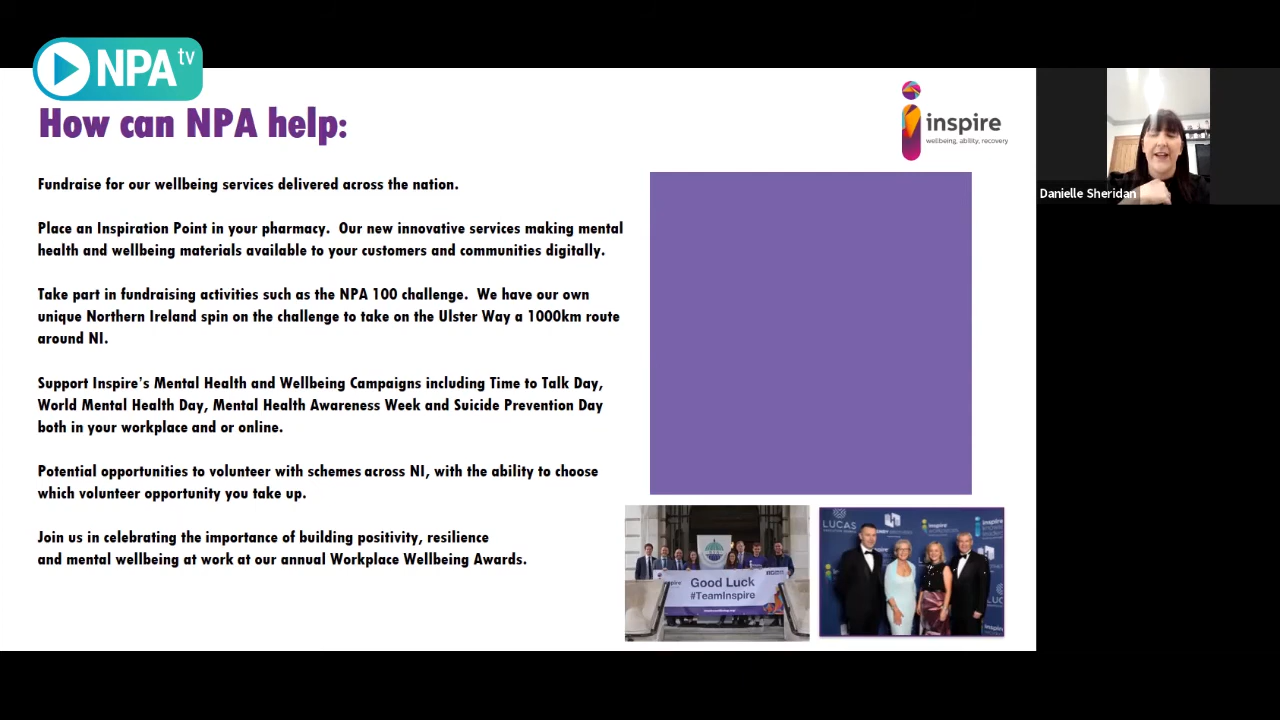 NPA tv
How can NPA help:
inspire
wellbeing, ability, recovery
Fundraise for our wellbeing services delivered across the nation.
Place an Inspiration Point in your pharmacy.  Our new innovative services making mental
health and wellbeing materials available to your customers and communities digitally.
Take part in fundraising activities such as the NPA 100 challenge.  We have our own
unique Northern Ireland spin on the challenge to take on the Ulster Way a 1000km route
around NI.
Support Inspire's Mental Health and Wellbeing Campaigns including Time to Talk Day,
World Mental Health Day, Mental Health Awareness Week and Suicide Prevention Day
both in your workplace and or online.
Potential opportunities to volunteer with schemes across NI, with the ability to choose
which volunteer opportunity you take up.
Join us in celebrating the importance of building positivity, resilience
and mental wellbeing at work at our annual Workplace Wellbeing Awards.
Good Luck
#TeamInspire
LUCAS
inspire
Danielle Sheridan